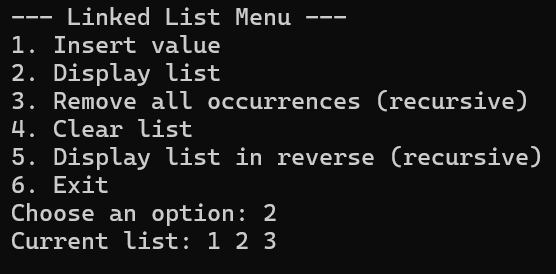 --- Linked List Menu ---
1. Insert value
2. Display list
3. Remove all occurrences (recursive)
4. Clear list
5. Display list in reverse (recursive)
6. Exit
Choose an option: 2
Current list: 1 2 3